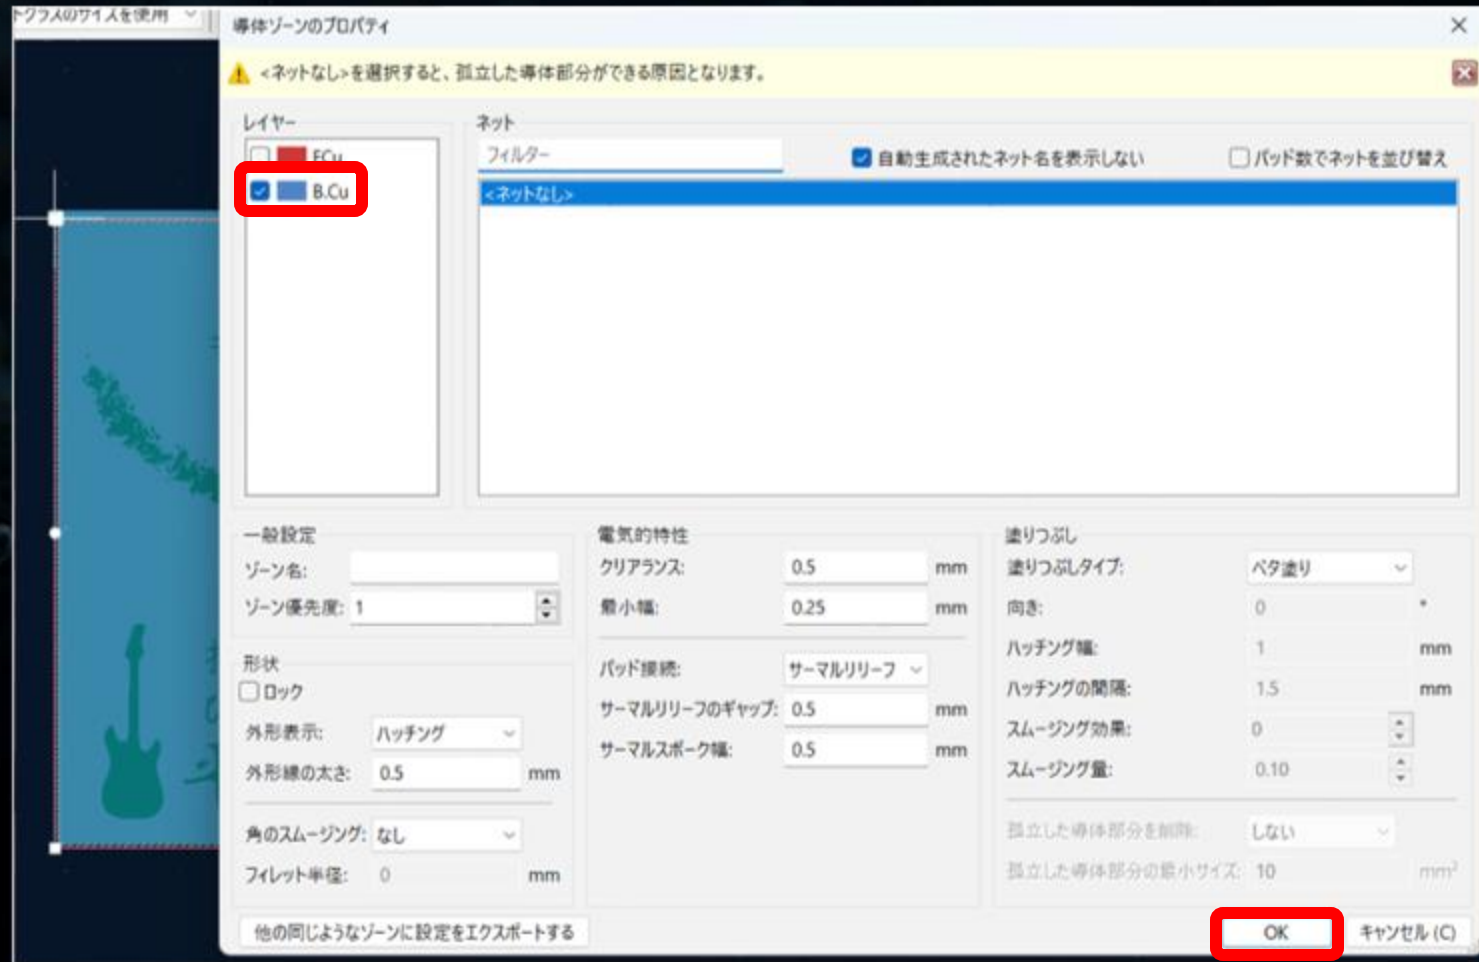 トクラスのサイズを使用
導体ゾーンのプロパティ
<ネットなし>を選択すると、孤立した導体部分ができる原因となります。
レイヤー
ネット
F.Cu
フィルター
自動生成されたネット名を表示しない
パッド数でネットを並び替え
B.Cu
<ネットなし>
一般設定
電気的特性
塗りつぶし
ゾーン名:
クリアランス: 0.5 mm
塗りつぶしタイプ: ベタ塗り
ゾーン優先度: 1
最小幅: 0.25 mm
向き: 0 °
ハッチング幅: 1 mm
形状
パッド接続: サーマルリリーフ
ロック
ハッチングの間隔: 1.5 mm
サーマルリリーフのギャップ: 0.5 mm
外形表示: ハッチング
スムージング効果: 0
サーマルスポーク幅: 0.5 mm
外形線の太さ: 0.5 mm
スムージング量: 0.10
角のスムージング: なし
孤立した導体部分を削除: しない
フィレット半径: 0 mm
孤立した導体部分の最小サイズ: 10 mm²
他の同じようなゾーンに設定をエクスポートする
OK
キャンセル (C)